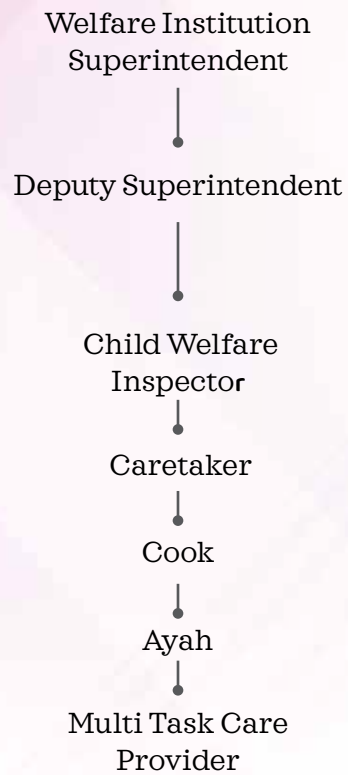 Welfare Institution
Superintendent
Deputy Superintendent
Child Welfare
Inspector
Caretaker
Cook
Ayah
Multi Task Care
Provider